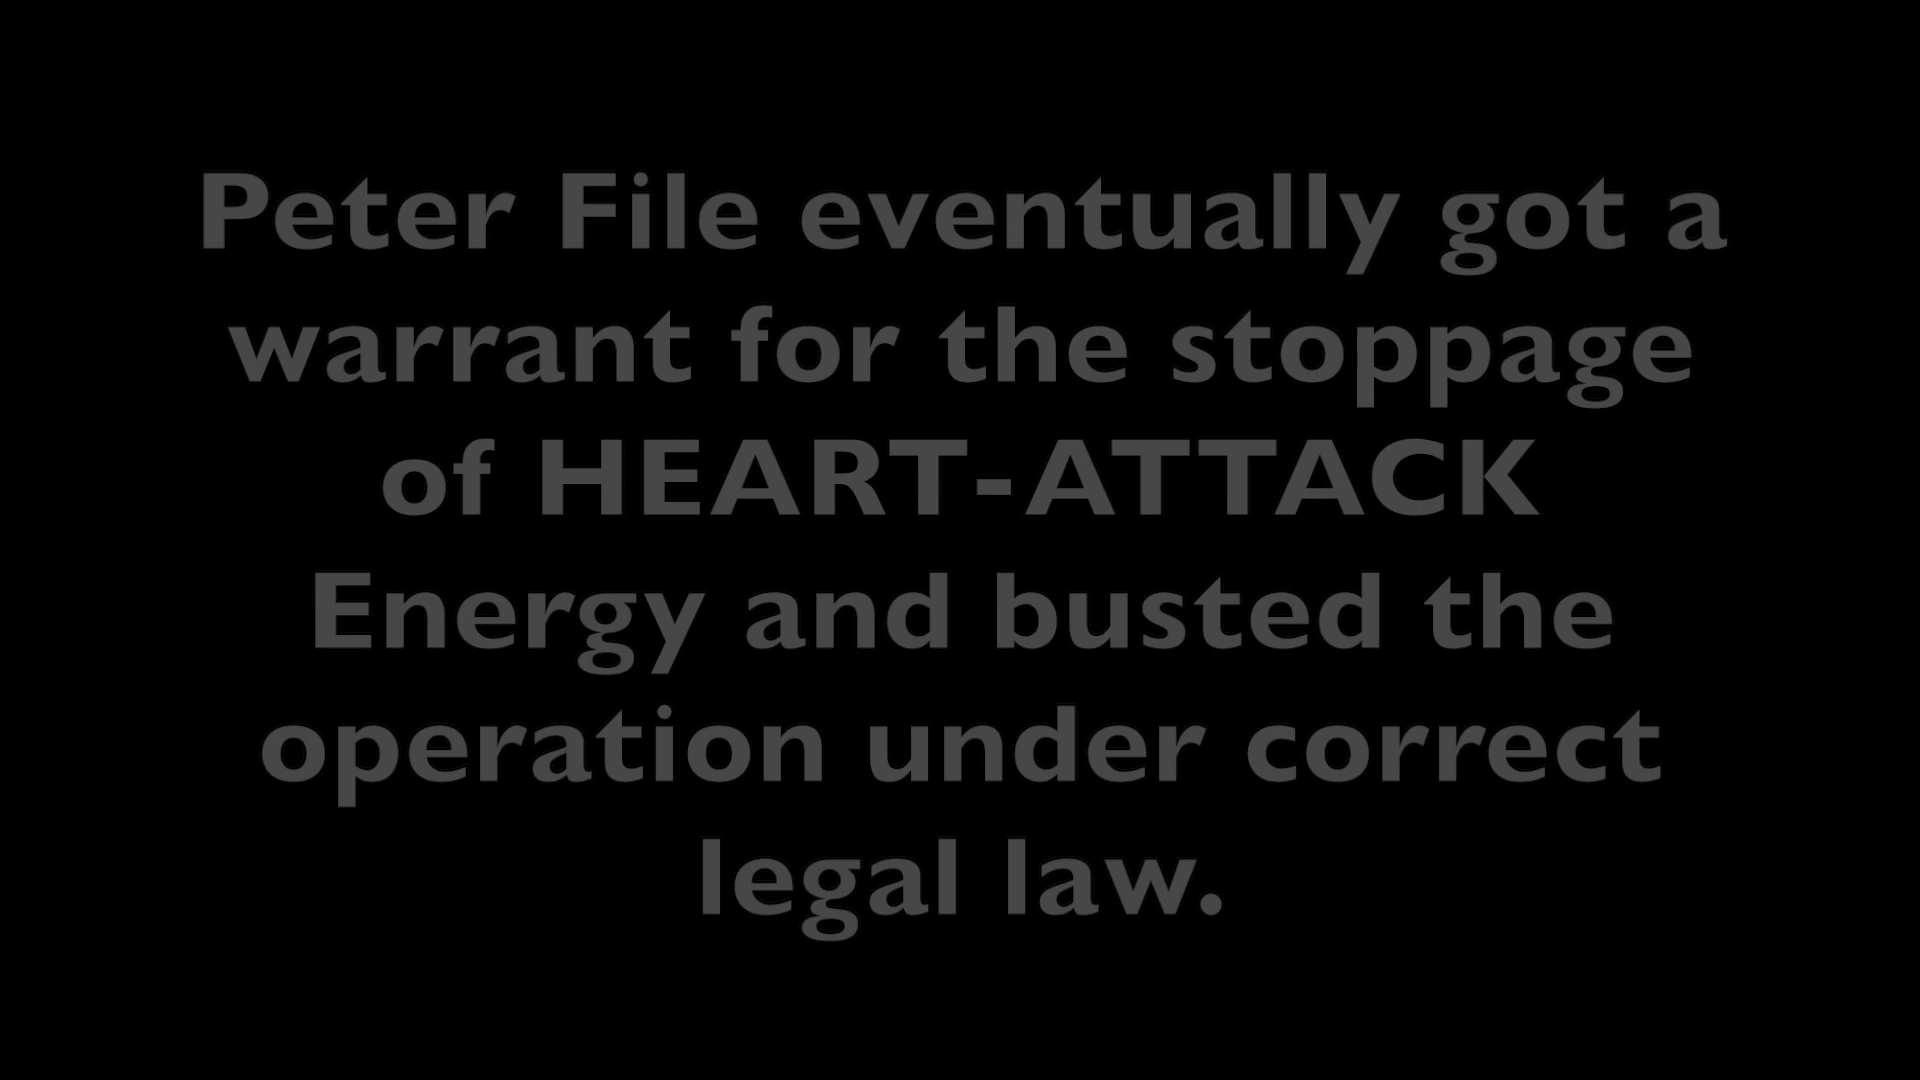 Peter File eventually got a
warrant for the stoppage
of HEART-ATTACK
Energy and busted the
operation under correct
legal law.